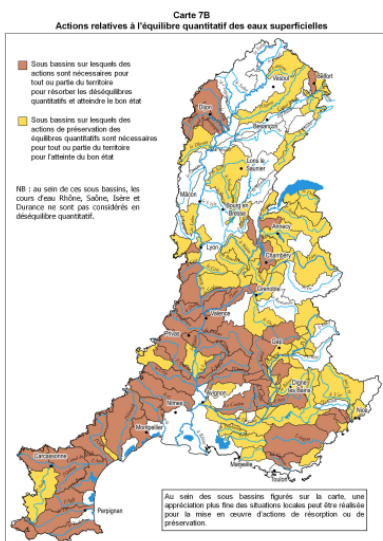 Carte 7B
Actions relatives à l'équilibre quantitatif des eaux superficielles
Sous bassins sur lesquels des
actions sont nécessaires pour
tout ou partie du territoire
pour résorber les déséquilibres
quantitatifs et atteindre le bon état
Sous bassins sur lesquels des
actions de préservation des
équilibres quantitatifs sont nécessaires
pour tout ou partie du territoire
pour l'atteinte du bon état
NB : au sein de ces sous bassins, les
cours d'eau Rhône, Saône, Isère et
Durance ne sont pas considérés en
déséquilibre quantitatif.
Vesoul
Belfort
Dijon
Besançon
Lons le
Saunier
Mâcon
Bourg en
Bresse
Annecy
Lyon
Chambéry
Grenoble
Valence
Privas
Gap
Digne
les Bains
Avignon
Nîmes
Nice
Montpellier
Marseille
Toulon
Carcassonne
Perpignan
Au sein des sous bassins figurés sur la carte, une
appréciation plus fine des situations locales peut être réalisée
pour la mise en œuvre d'actions de résorption ou de
préservation.